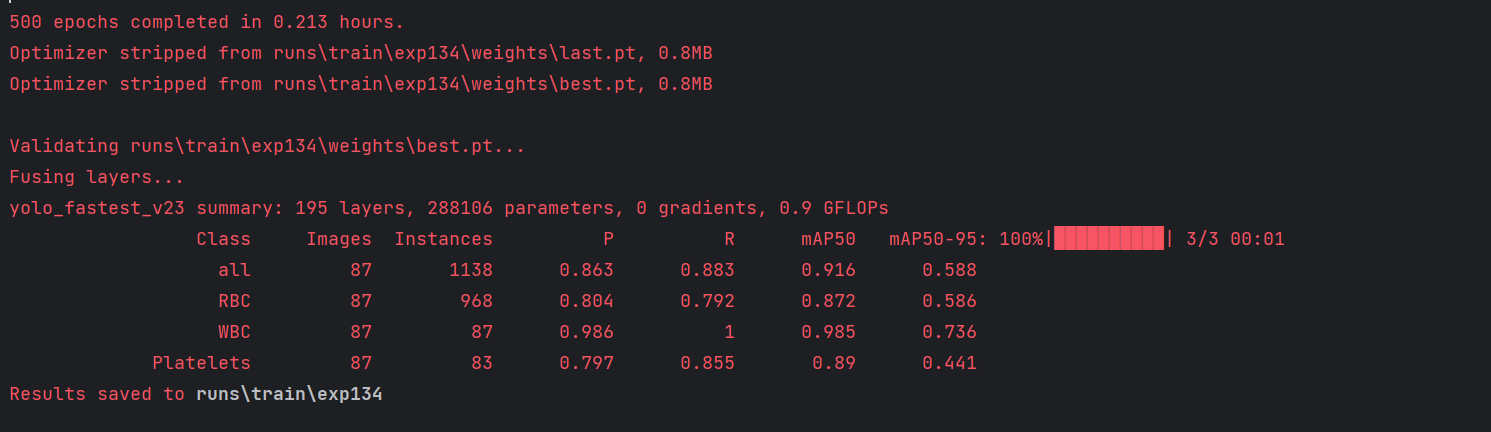 500 epochs completed in 0.213 hours.
Optimizer stripped from runs\train\exp134\weights\last.pt, 0.8MB
Optimizer stripped from runs\train\exp134\weights\best.pt, 0.8MB
Validating runs\train\exp134\weights\best.pt...
Fusing layers...
yolo_fastest_v23 summary: 195 layers, 288106 parameters, 0 gradients, 0.9 GFLOPs
Class Images Instances P R mAP50 mAP50-95: 100%|██████████| 3/3 00:01
all 87 1138 0.863 0.883 0.916 0.588
RBC 87 968 0.804 0.792 0.872 0.586
WBC 87 87 0.986 1 0.985 0.736
Platelets 87 83 0.797 0.855 0.89 0.441
Results saved to runs\train\exp134